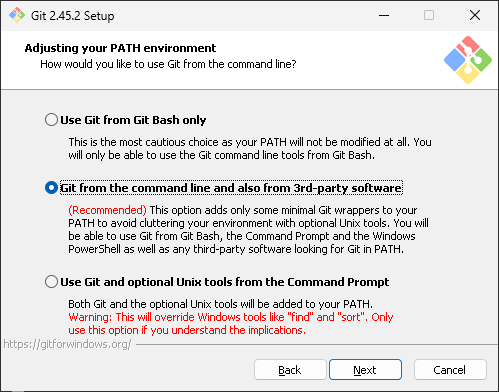 Git 2.45.2 Setup
Adjusting your PATH environment
How would you like to use Git from the command line?
Use Git from Git Bash only
This is the most cautious choice as your PATH will not be modified at all. You
will only be able to use the Git command line tools from Git Bash.
Git from the command line and also from 3rd-party software
(Recommended) This option adds only some minimal Git wrappers to your
PATH to avoid cluttering your environment with optional Unix tools. You will
be able to use Git from Git Bash, the Command Prompt and the Windows
PowerShell as well as any third-party software looking for Git in PATH.
Use Git and optional Unix tools from the Command Prompt
Both Git and the optional Unix tools will be added to your PATH.
Warning: This will override Windows tools like "find" and "sort". Only
use this option if you understand the implications.
https://gitforwindows.org/
Back Next Cancel